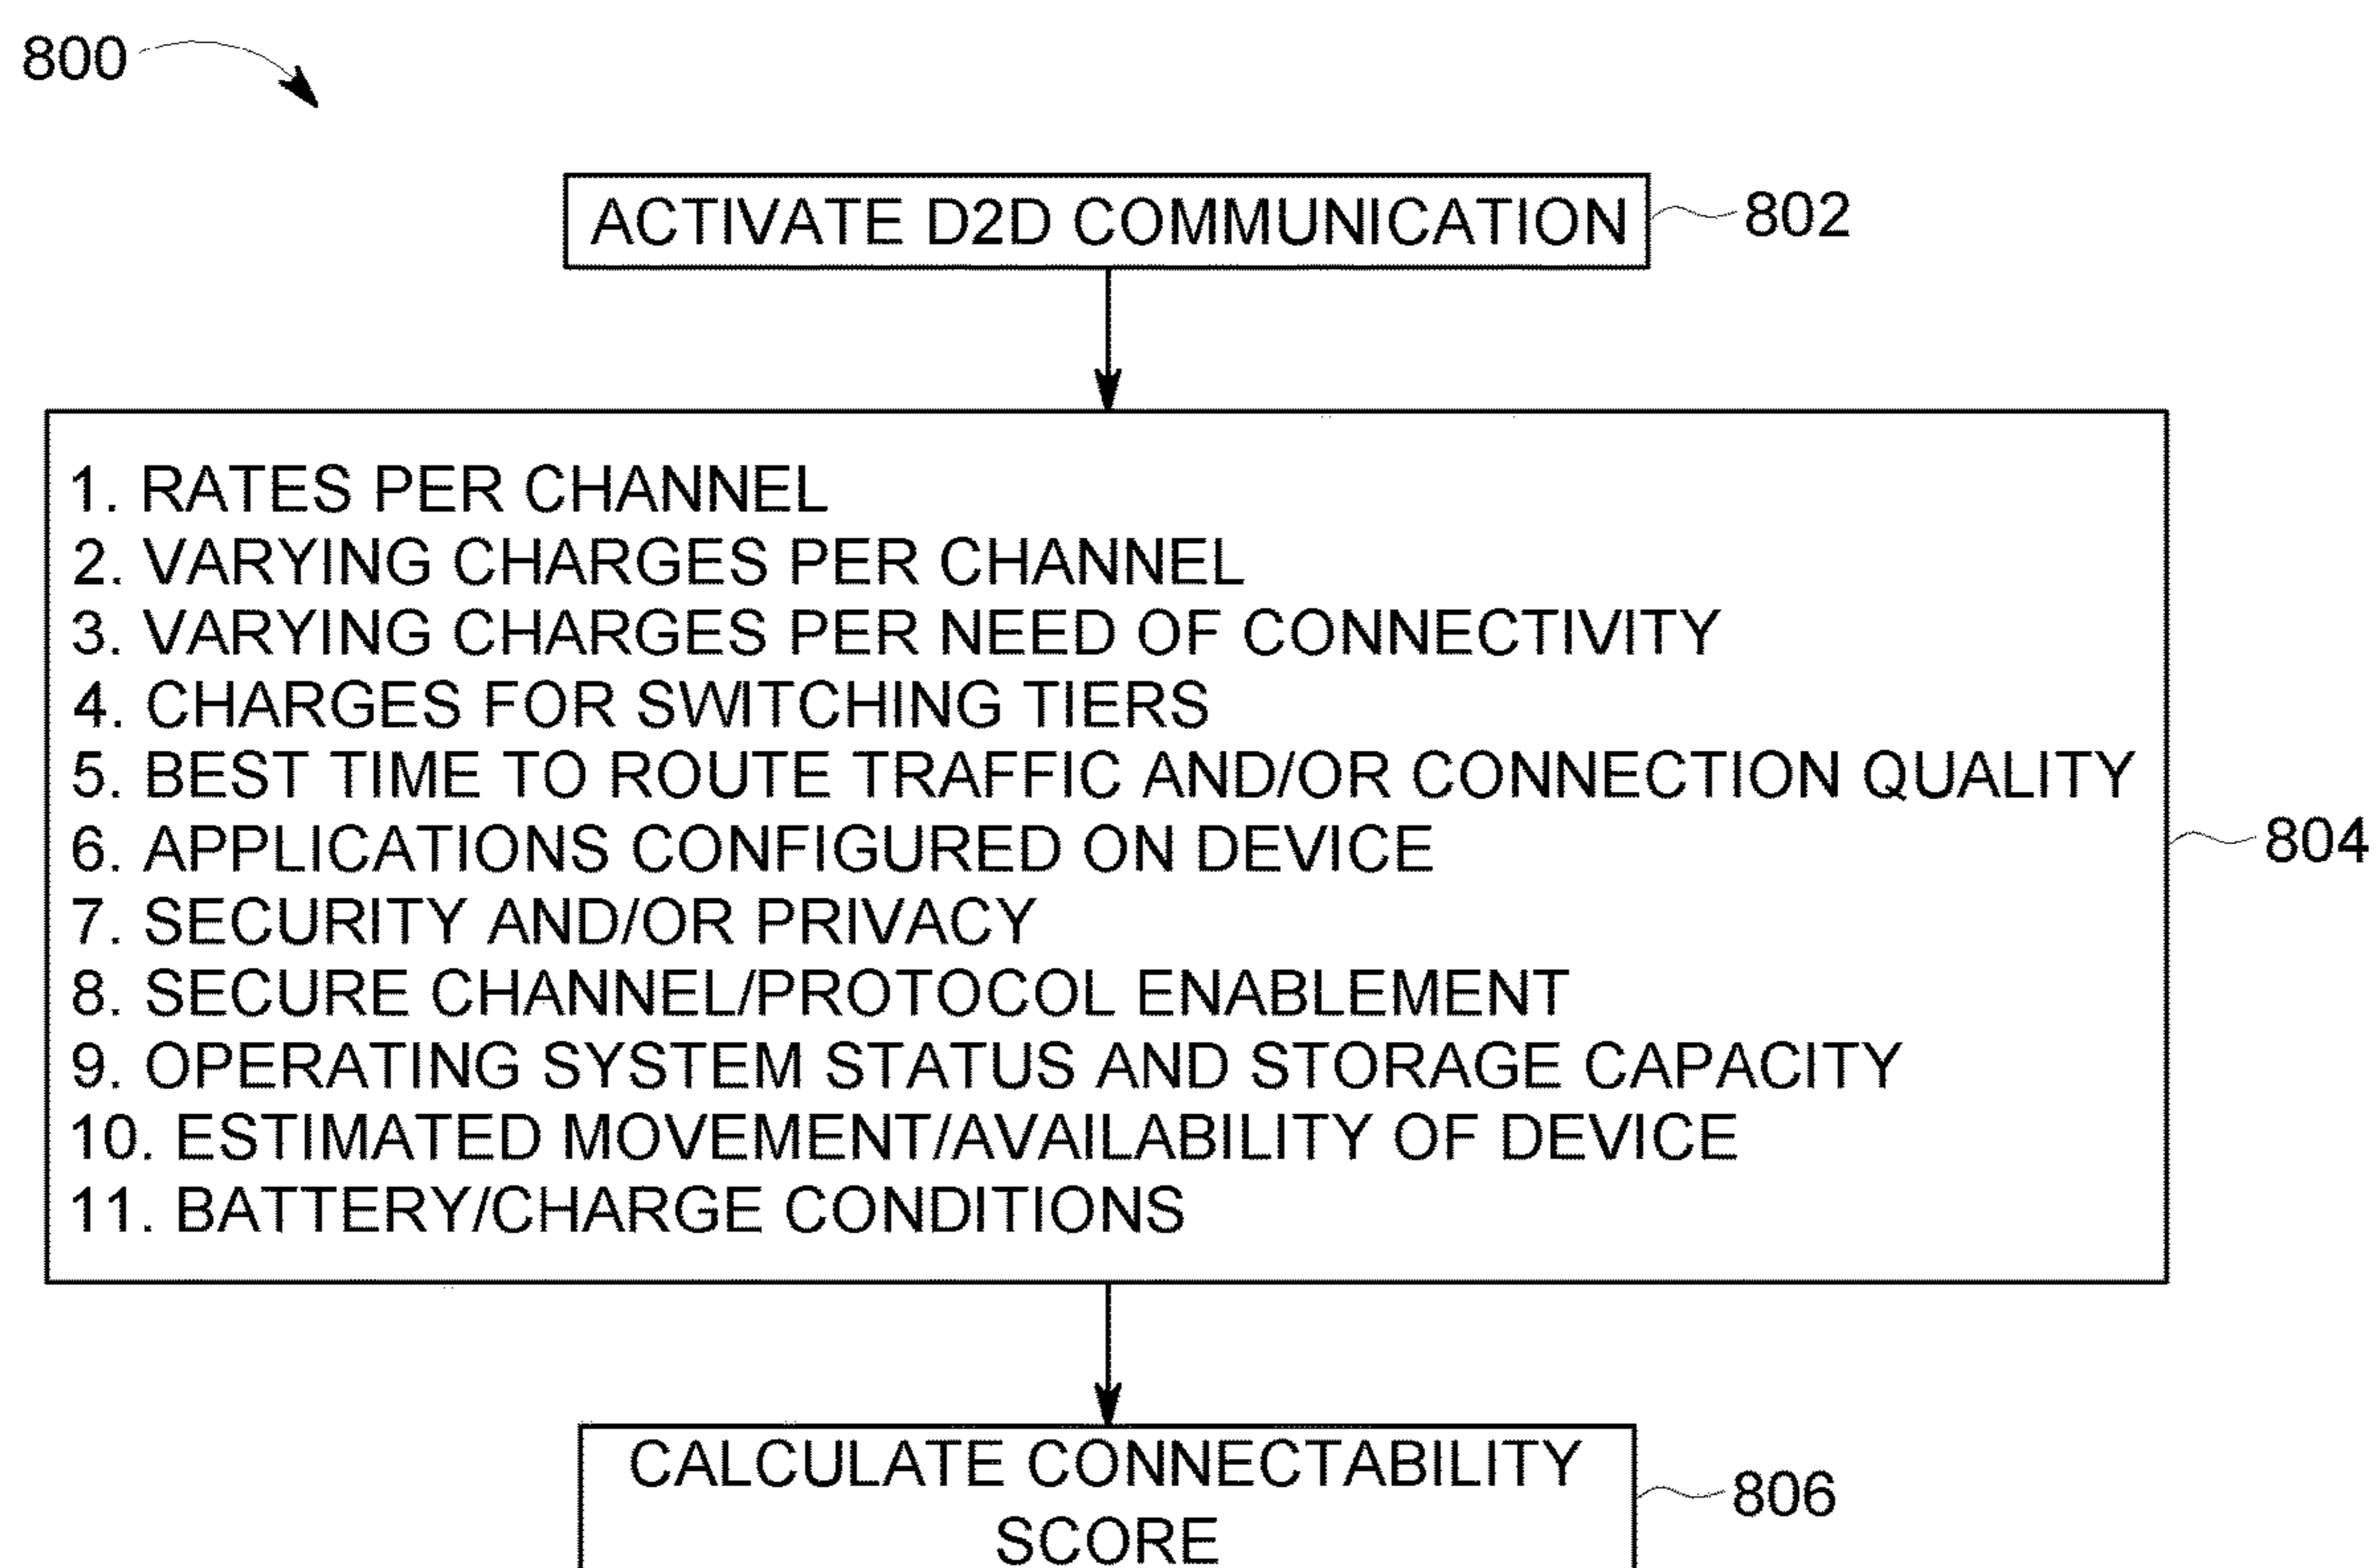 800
ACTIVATE D2D COMMUNICATION
802
1. RATES PER CHANNEL
2. VARYING CHARGES PER CHANNEL
3. VARYING CHARGES PER NEED OF CONNECTIVITY
4. CHARGES FOR SWITCHING TIERS
5. BEST TIME TO ROUTE TRAFFIC AND/OR CONNECTION QUALITY
6. APPLICATIONS CONFIGURED ON DEVICE
7. SECURITY AND/OR PRIVACY
8. SECURE CHANNEL/PROTOCOL ENABLEMENT
9. OPERATING SYSTEM STATUS AND STORAGE CAPACITY
10. ESTIMATED MOVEMENT/AVAILABILITY OF DEVICE
11. BATTERY/CHARGE CONDITIONS
804
CALCULATE CONNECTABILITY
SCORE
806